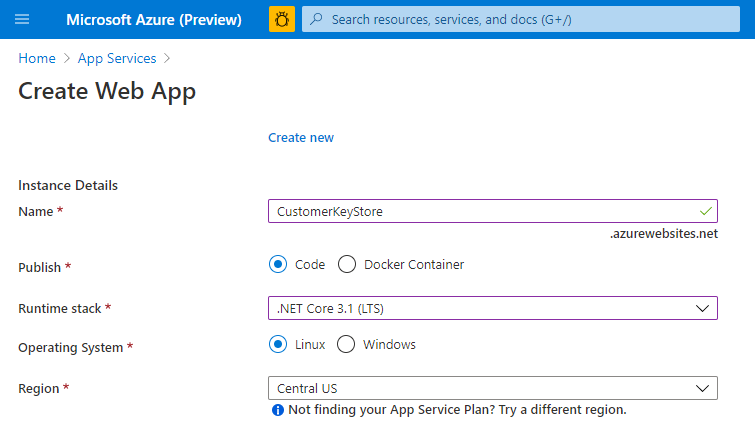 Microsoft Azure (Preview)
Search resources, services, and docs (G+/)
Home > App Services >
Create Web App
Create new
Instance Details
Name *
CustomerKeyStore
.azurewebsites.net
Publish *
Code
Docker Container
Runtime stack *
.NET Core 3.1 (LTS)
Operating System *
Linux
Windows
Region *
Central US
Not finding your App Service Plan? Try a different region.